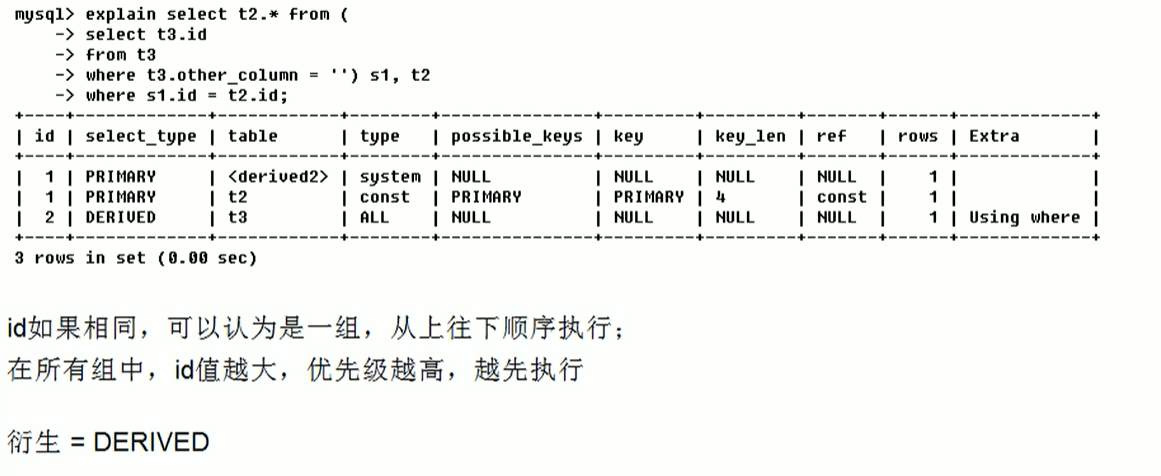 mysql> explain select t2.* from (
    -> select t3.id
    -> from t3
    -> where t3.other_column = '') s1, t2
    -> where s1.id = t2.id;
+----+-------------+------------+--------+---------------+---------+---------+-------+------+-------------+
| id | select_type | table      | type   | possible_keys | key     | key_len | ref   | rows | Extra       |
+----+-------------+------------+--------+---------------+---------+---------+-------+------+-------------+
|  1 | PRIMARY     | <derived2> | system | NULL          | NULL    | NULL    | NULL  |    1 |             |
|  1 | PRIMARY     | t2         | const  | PRIMARY       | PRIMARY | 4       | const |    1 |             |
|  2 | DERIVED     | t3         | ALL    | NULL          | NULL    | NULL    | NULL  |    1 | Using where |
+----+-------------+------------+--------+---------------+---------+---------+-------+------+-------------+
3 rows in set (0.00 sec)
id如果相同，可以认为是一组，从上往下顺序执行；
在所有组中，id值越大，优先级越高，越先执行
衍生 = DERIVED